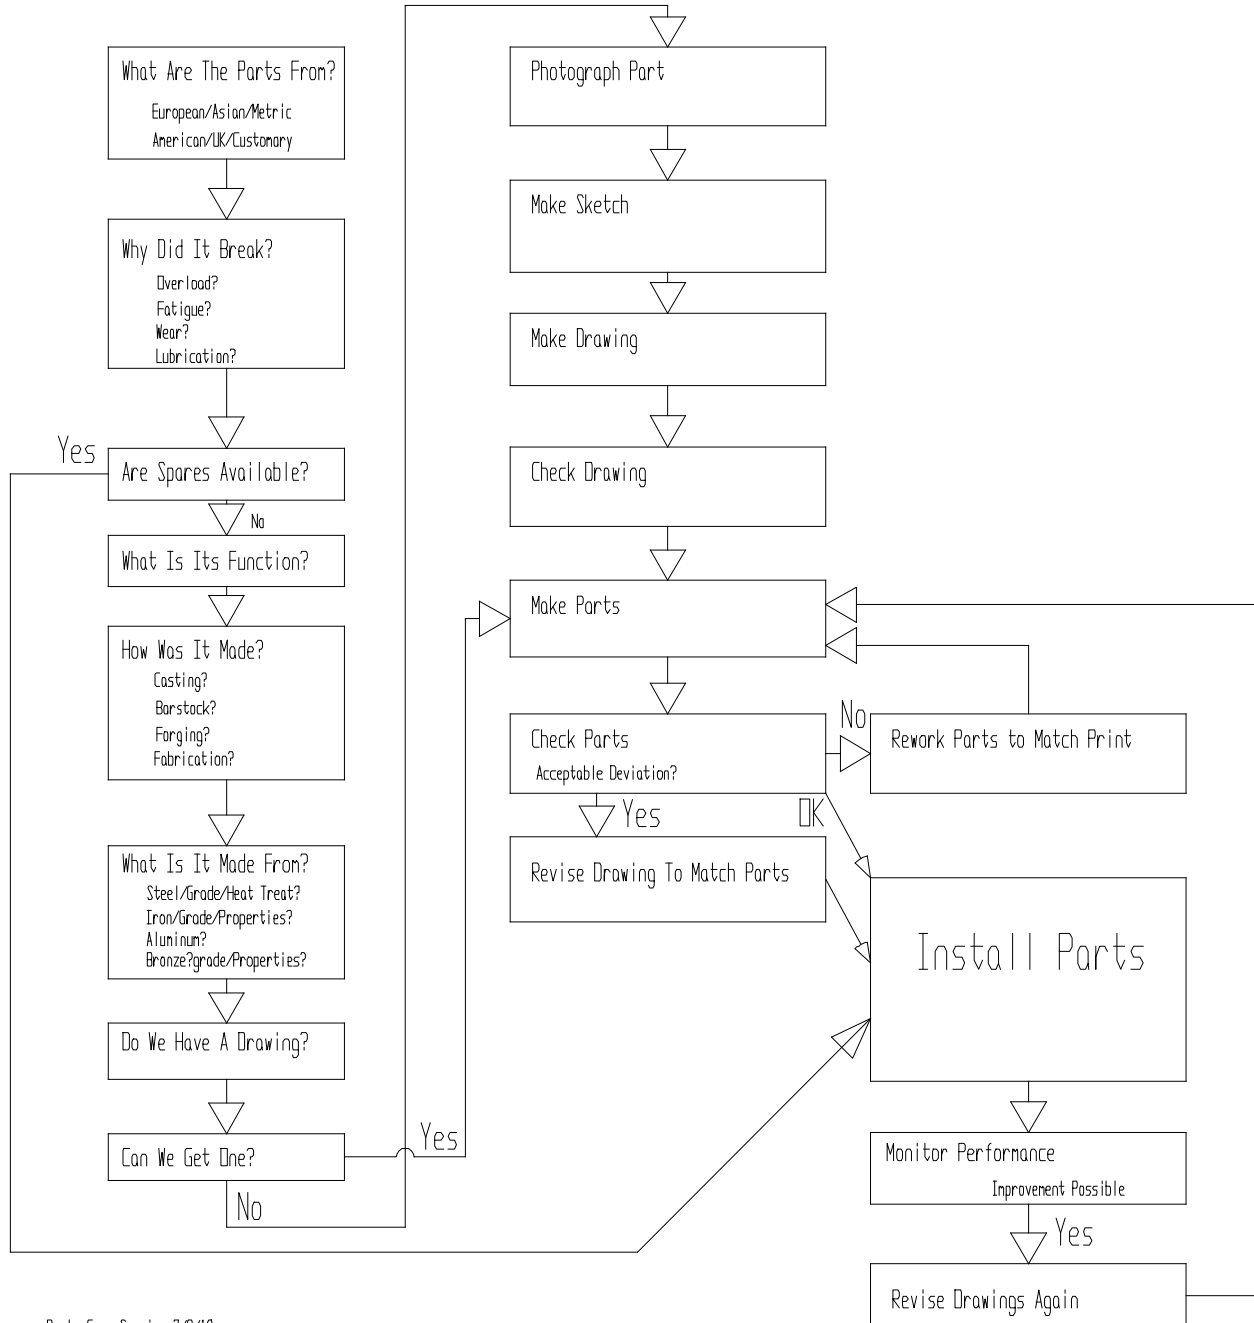 What Are The Parts From?
European/Asian/Metric
American/UK/Customary
Why Did It Break?
Overload?
Fatigue?
Wear?
Lubrication?
Yes
Are Spares Available?
No
What Is Its Function?
How Was It Made?
Casting?
Barstock?
Forging?
Fabrication?
What Is It Made From?
Steel/Grade/Heat Treat?
Iron/Grade/Properties?
Aluminum?
Bronze?grade/Properties?
Do We Have A Drawing?
Can We Get One?
Yes
No
Photograph Part
Make Sketch
Make Drawing
Check Drawing
Make Parts
Check Parts
Acceptable Deviation?
No
Rework Parts to Match Print
Yes
OK
Revise Drawing To Match Parts
Install Parts
Monitor Performance
Improvement Possible
Yes
Revise Drawings Again